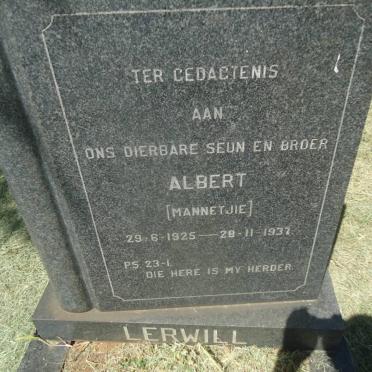 TER GEDAGTENIS
AAN
ONS DIERBARE SEUN EN BROER
ALBERT
[MANNETJIE]
29-6-1925 — 28-11-1937.
PS. 23-1.
DIE HERE IS MY HERDER.
LERWILL